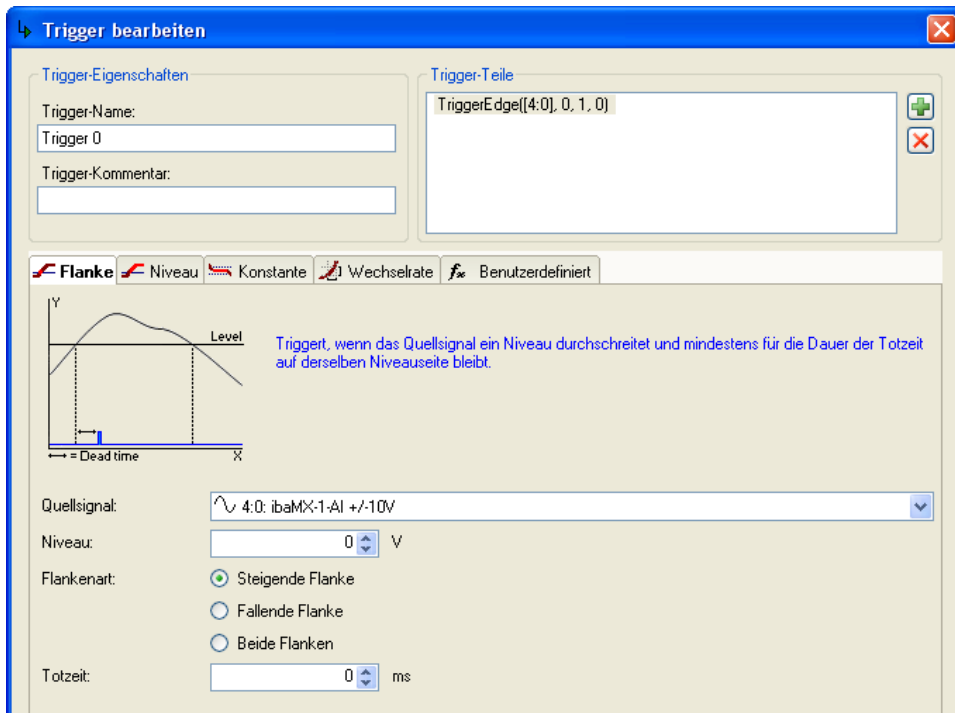 Trigger bearbeiten
Trigger-Eigenschaften
Trigger-Name:
Trigger 0
Trigger-Kommentar:
Trigger-Teile
TriggerEdge([4:0], 0, 1, 0)
Flanke
Niveau
Konstante
Wechselrate
fx Benutzerdefiniert
Y
Level
X
= Dead time
Triggert, wenn das Quellsignal ein Niveau durchschreitet und mindestens für die Dauer der Totzeit
auf derselben Niveauseite bleibt.
Quellsignal:
4:0: ibaMX-1-AI +/-10V
Niveau:
0 V
Flankenart:
Steigende Flanke
Fallende Flanke
Beide Flanken
Totzeit:
0 ms